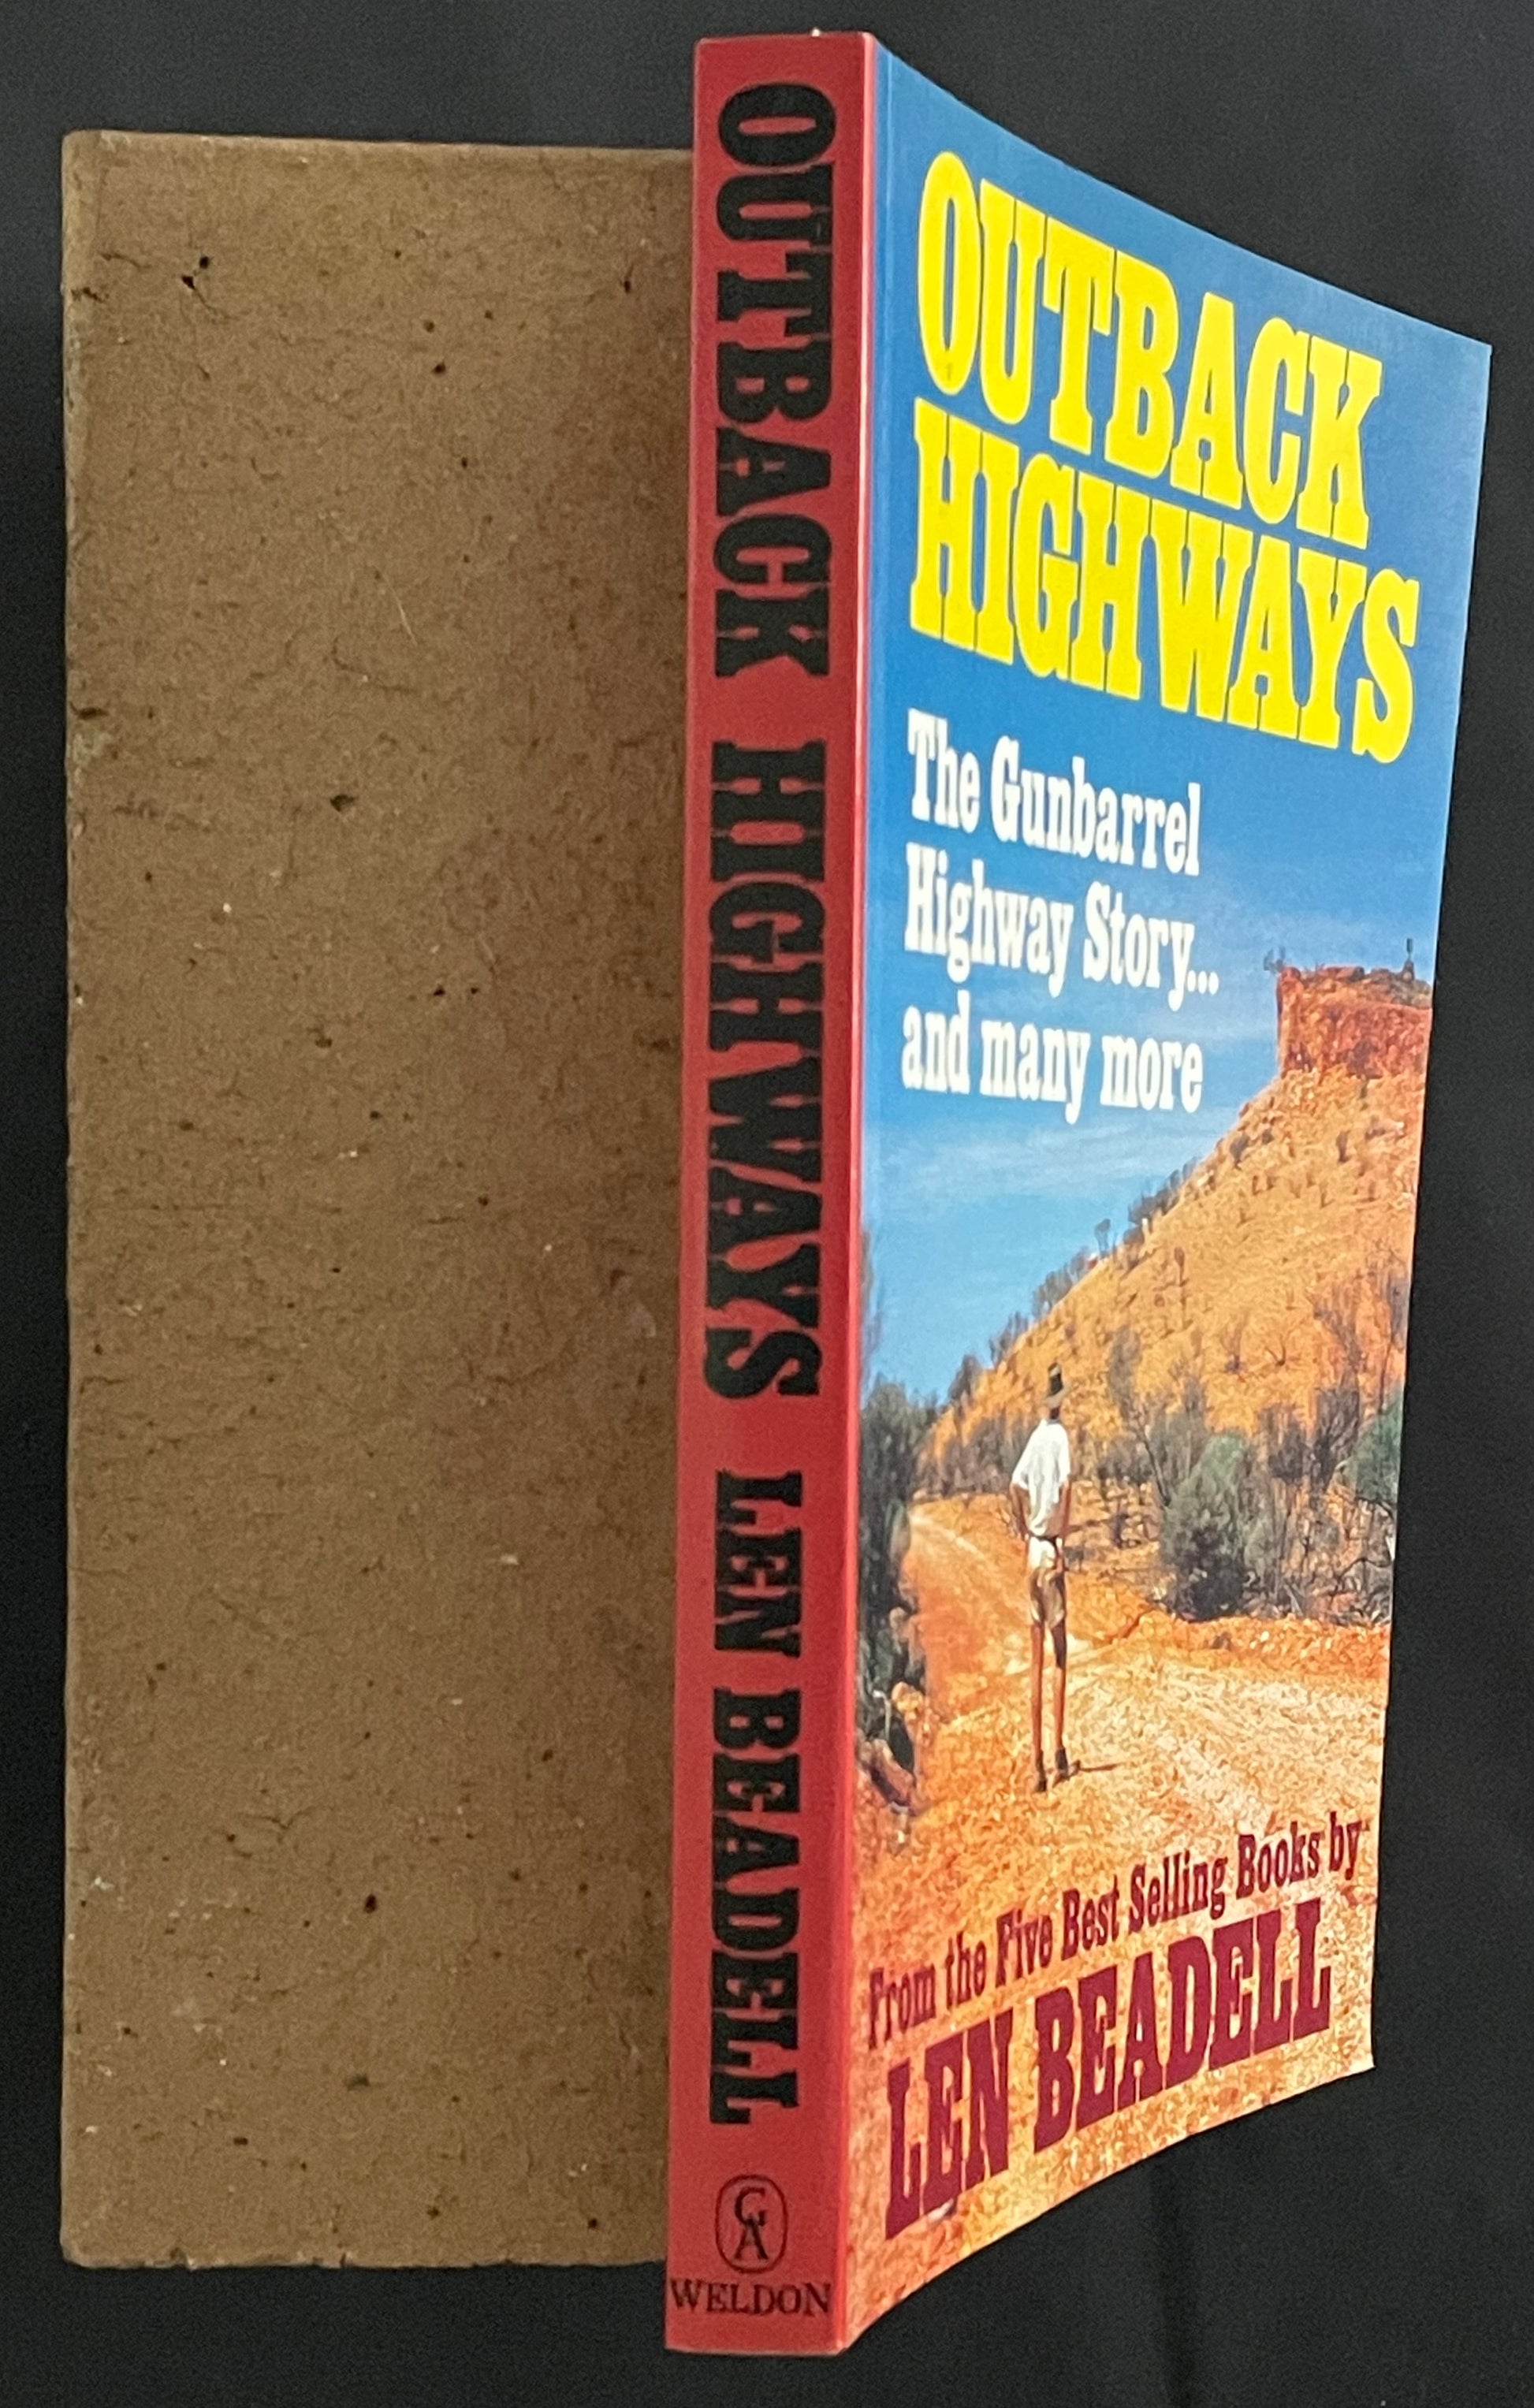 OUTBACK HIGHWAYS LEN BEADELL
GA
WELDON
OUTBACK
HIGHWAYS
The Gunbarrel
Highway Story...
and many more
From the Five Best Selling Books by
LEN BEADELL